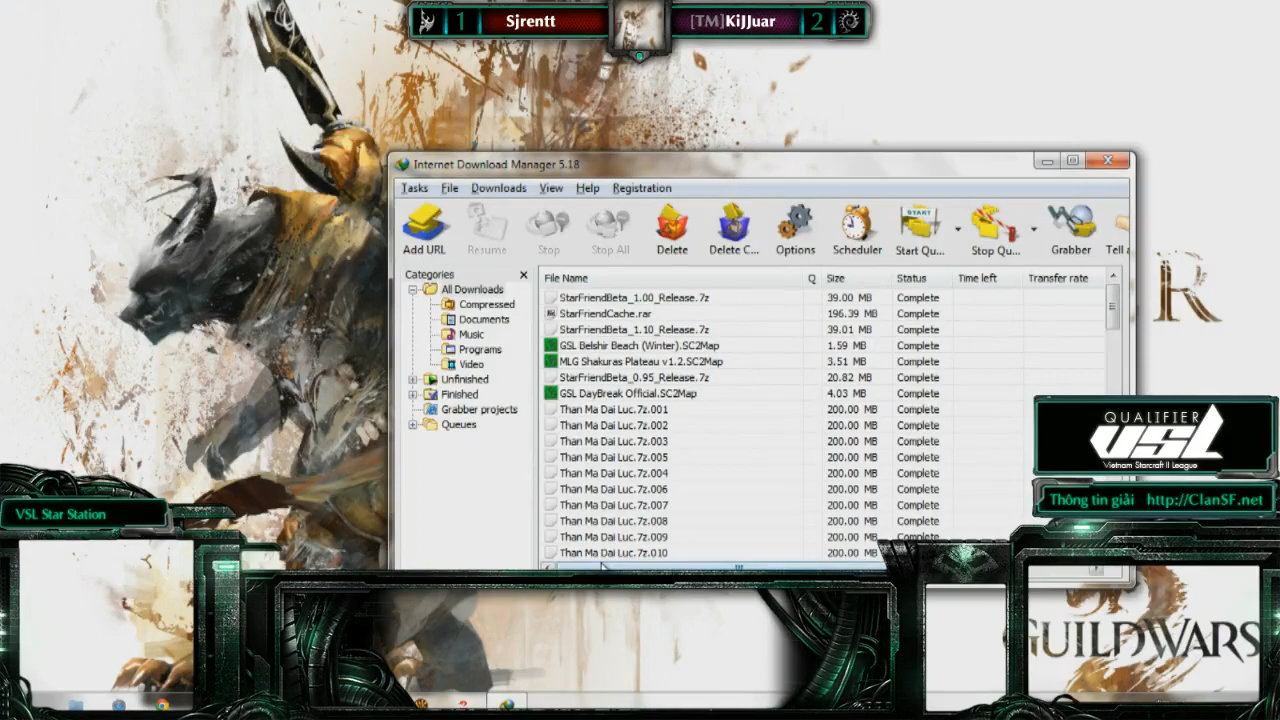 1 Sjrentt [TM]KiJJuar 2
Internet Download Manager 5.18
Tasks File Downloads View Help Registration
Add URL Resume Stop Stop All Delete Delete C... Options Scheduler Start Qu... Stop Qu... Grabber Tell
Categories
All Downloads
Compressed
Documents
Music
Programs
Video
Unfinished
Finished
Grabber projects
Queues
File Name Q Size Status Time left Transfer rate
StarFriendBeta_1.00_Release.7z 39.00 MB Complete
StarFriendCache.rar 196.39 MB Complete
StarFriendBeta_1.10_Release.7z 39.01 MB Complete
GSL Belshir Beach (Winter).SC2Map 1.59 MB Complete
MLG Shakuras Plateau v1.2.SC2Map 3.51 MB Complete
StarFriendBeta_0.95_Release.7z 20.82 MB Complete
GSL DayBreak Official.SC2Map 4.03 MB Complete
Than Ma Dai Luc.7z.001 200.00 MB Complete
Than Ma Dai Luc.7z.002 200.00 MB Complete
Than Ma Dai Luc.7z.003 200.00 MB Complete
Than Ma Dai Luc.7z.005 200.00 MB Complete
Than Ma Dai Luc.7z.004 200.00 MB Complete
Than Ma Dai Luc.7z.006 200.00 MB Complete
Than Ma Dai Luc.7z.007 200.00 MB Complete
Than Ma Dai Luc.7z.008 200.00 MB Complete
Than Ma Dai Luc.7z.009 200.00 MB Complete
Than Ma Dai Luc.7z.010 200.00 MB Complete
R
QUALIFIER
VSL
Vietnam Starcraft II League
Thông tin giải http://ClanSF.net
VSL Star Station
GUILDWARS